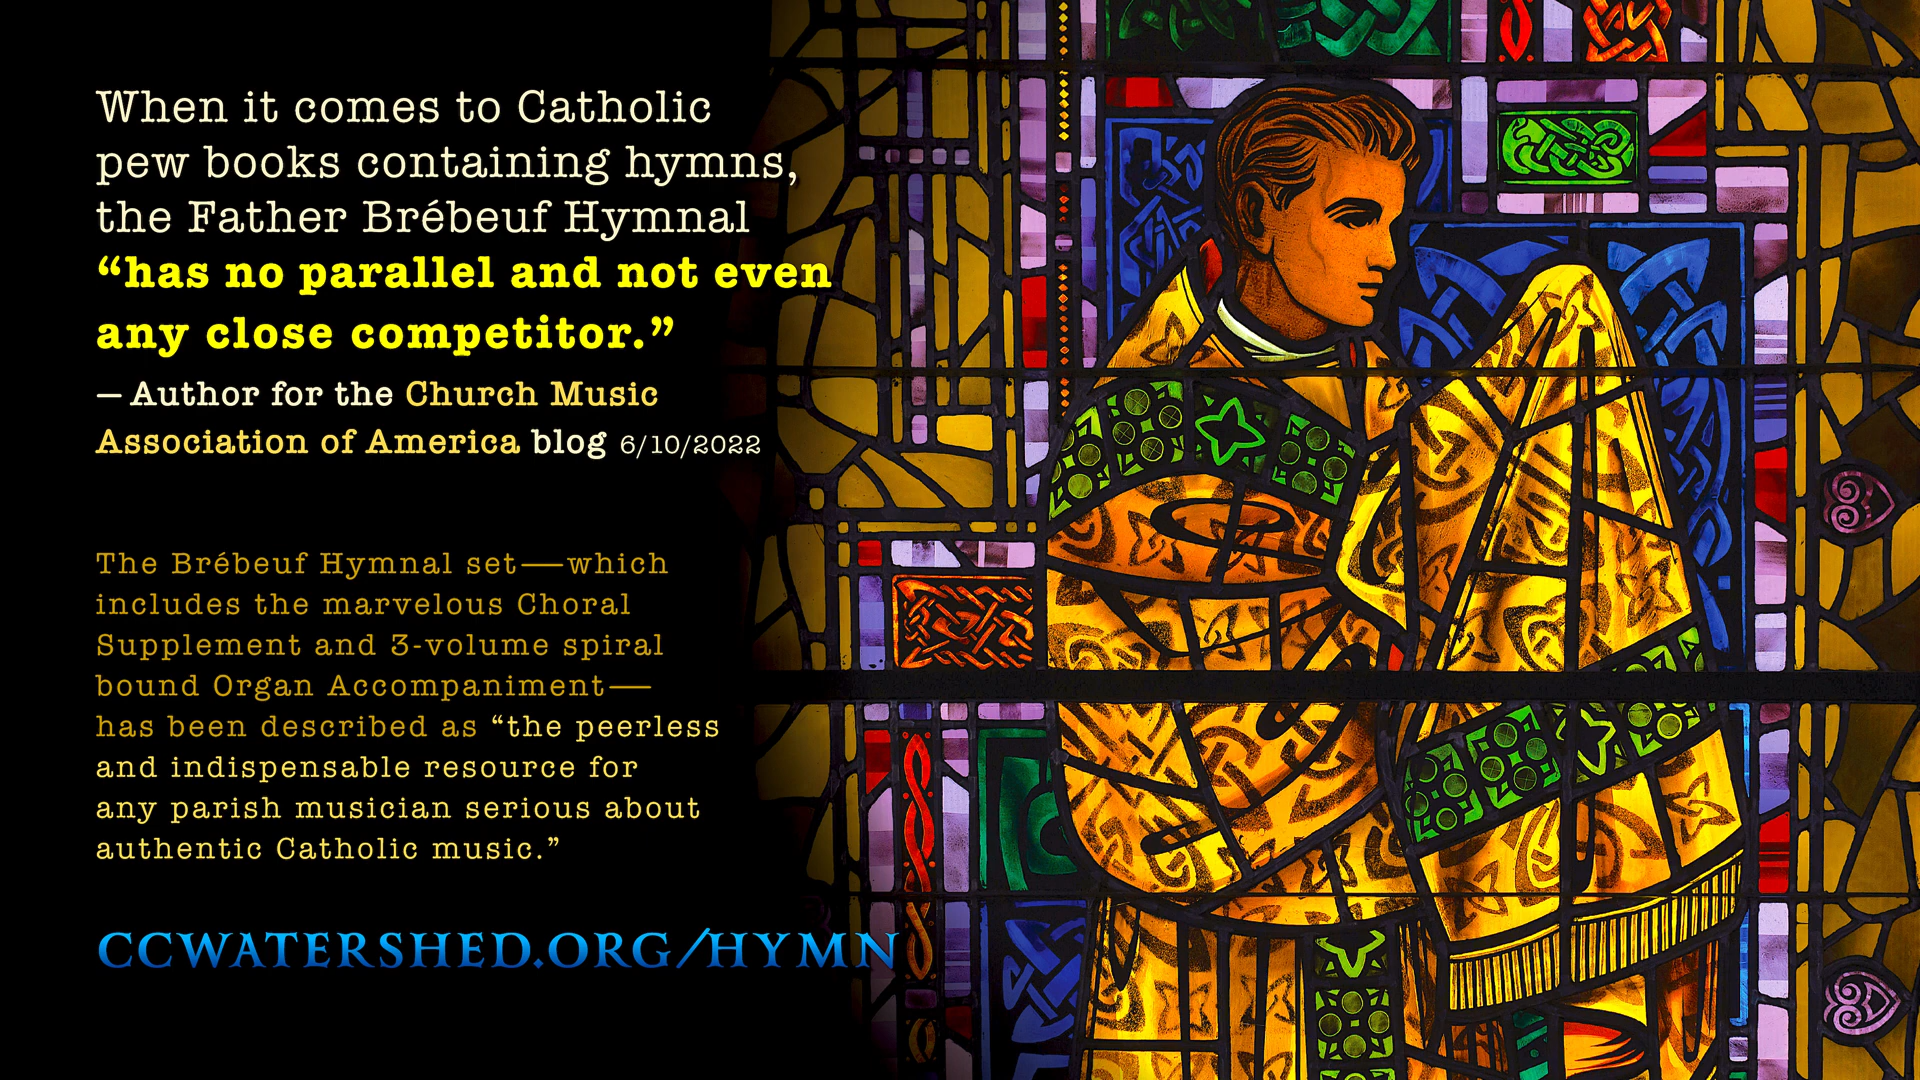 When it comes to Catholic
pew books containing hymns,
the Father Brébeuf Hymnal
“has no parallel and not even
any close competitor.”
— Author for the Church Music
Association of America blog 6/10/2022
The Brébeuf Hymnal set—which
includes the marvelous Choral
Supplement and 3-volume spiral
bound Organ Accompaniment—
has been described as “the peerless
and indispensable resource for
any parish musician serious about
authentic Catholic music.”
CCWATERSHED.ORG/HYMN